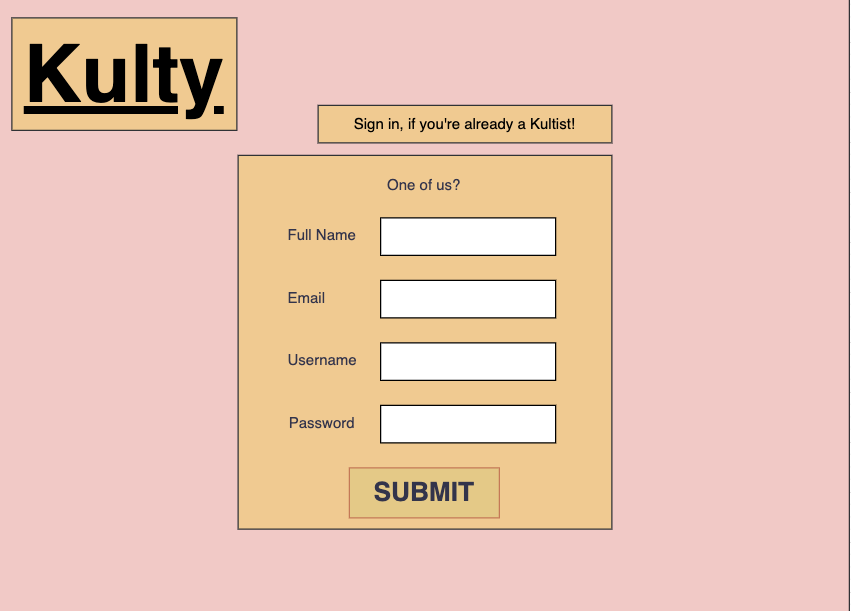 Kulty
Sign in, if you're already a Kultist!
One of us?
Full Name
Email
Username
Password
SUBMIT